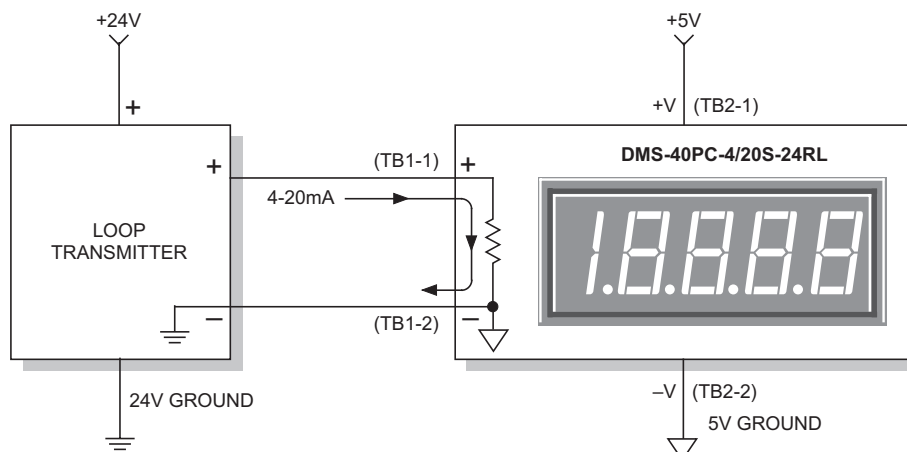 +24V
+5V
+
+V (TB2-1)
DMS-40PC-4/20S-24RL
+
(TB1-1)
+
4-20mA
LOOP
TRANSMITTER
1.8.8.8.8
–
(TB1-2)
–
24V GROUND
–V (TB2-2)
5V GROUND